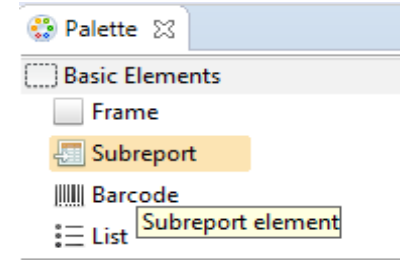 Palette
Basic Elements
Frame
Subreport
Barcode
Subreport element
List